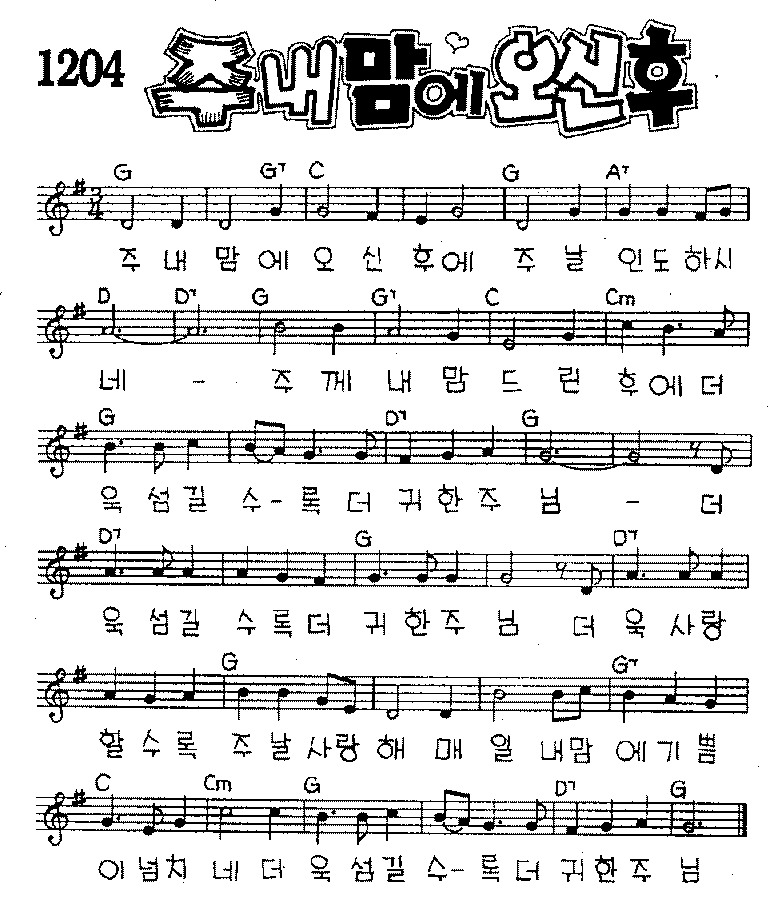 1204 주 내 맘에 오신 후
G G7 C G A7
3/4
주 내 맘 에 오 신 후에 주 날 인도하시
D D7 G G7 C Cm
네 - 주 께 내 맘 드 린 후에 더
G D7 G
욱 섬길 수-록 더 귀한주 님 - 더
D7 G D7
욱 섬길 수록더 귀 한주 님 더 욱 사랑
G G7
할수록 주날사랑해 매 일 내맘 에기쁨
C Cm G D7 G
이넘치 네 더 욱 섬길 수-록 더 귀한주 님